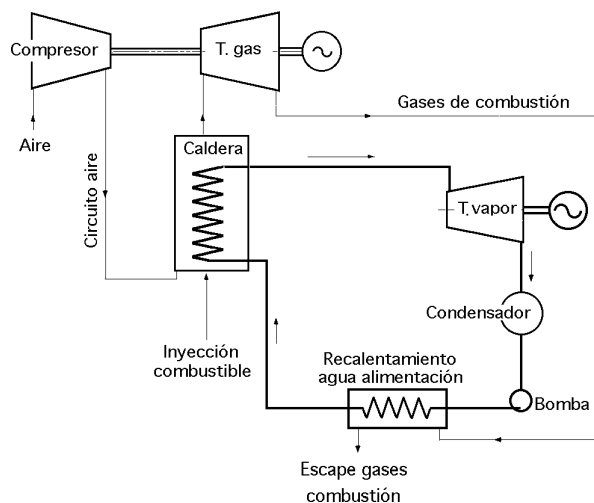 Compresor
T. gas
Gases de combustión
Aire
Caldera
Circuito aire
T. vapor
Condensador
Inyección
combustible
Recalentamiento
agua alimentación
Bomba
Escape gases
combustión